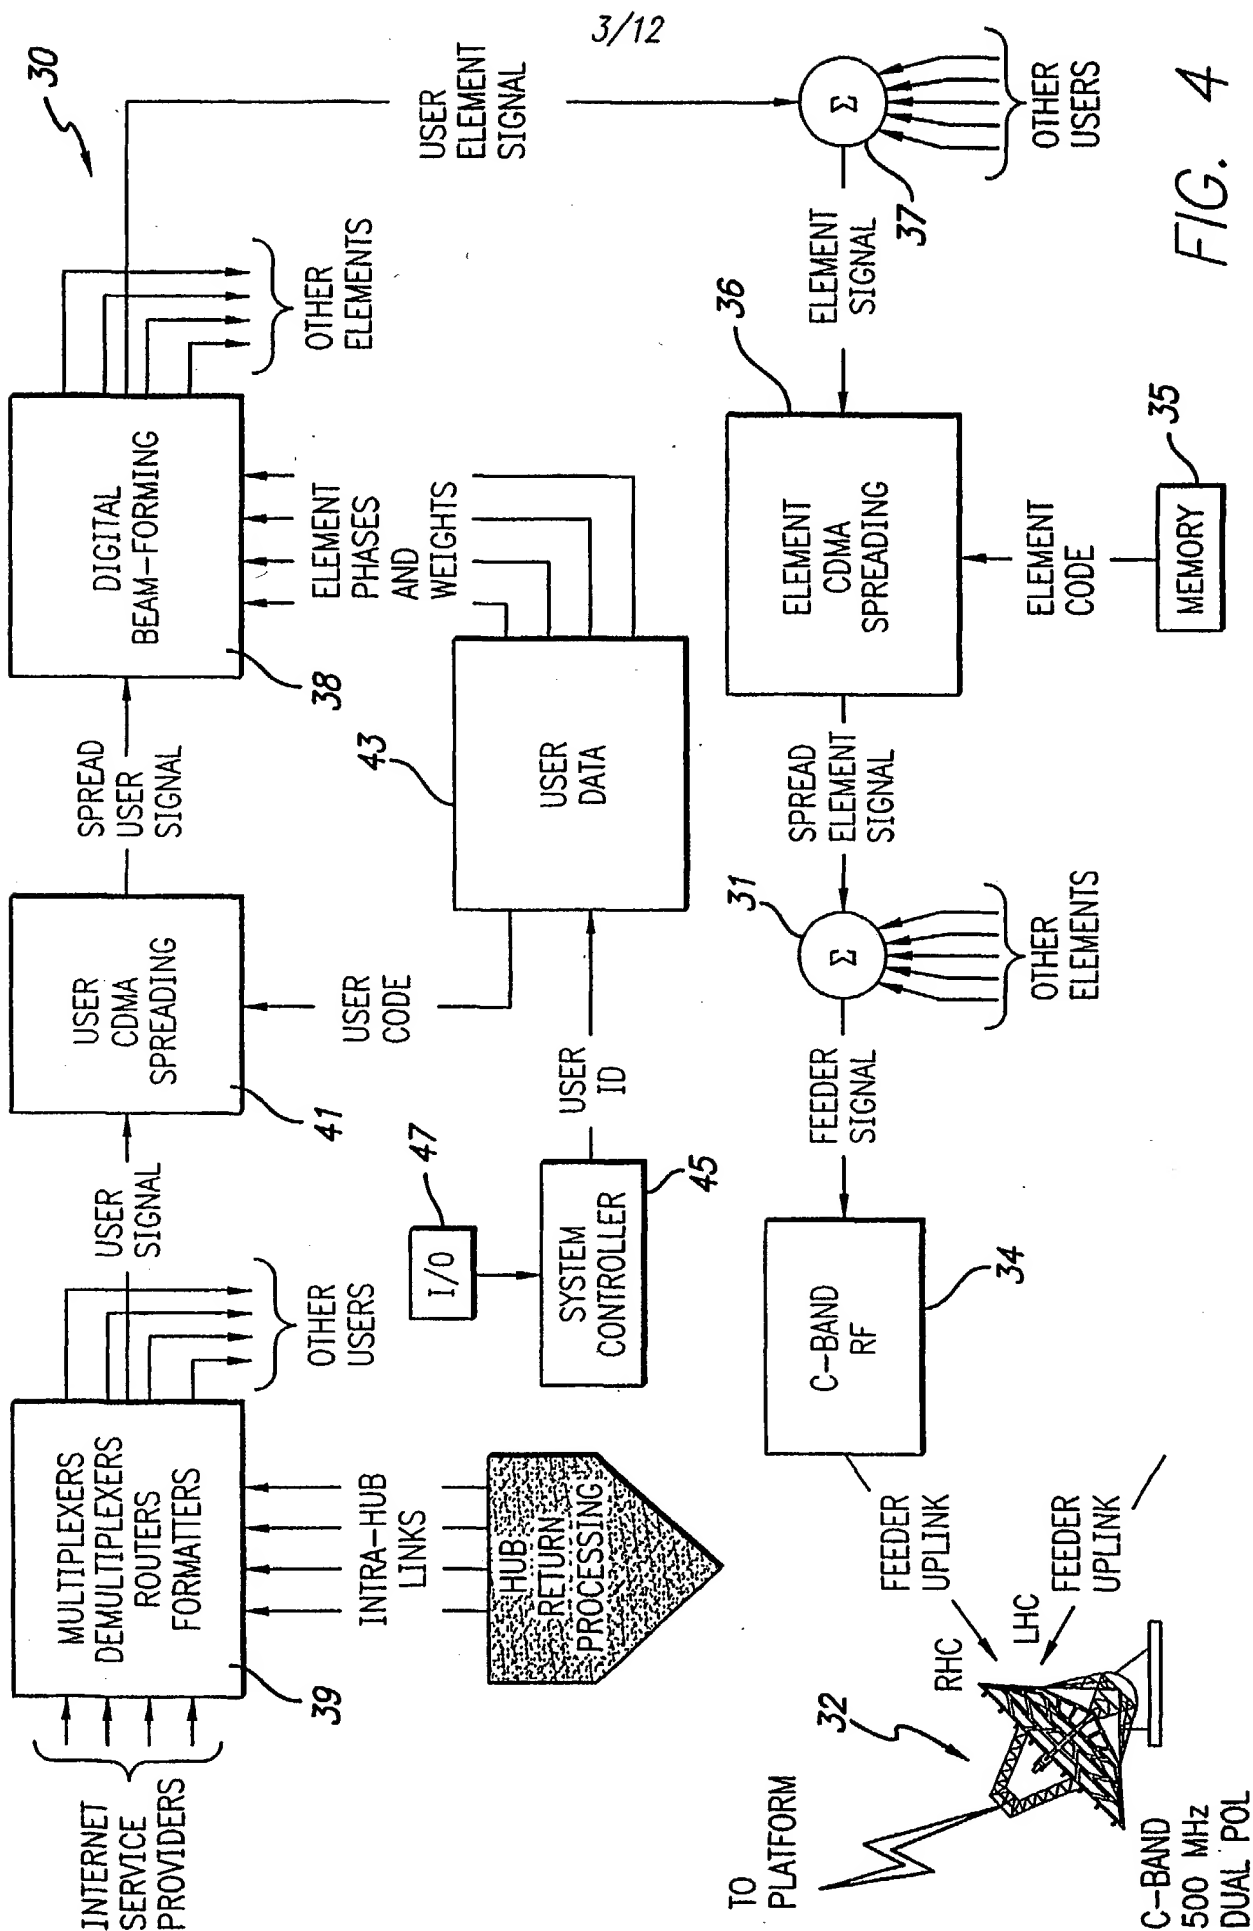 3/12
30
INTERNET
SERVICE
PROVIDERS
MULTIPLEXERS
DEMULTIPLEXERS
ROUTERS
FORMATTERS
39
OTHER
USERS
USER
SIGNAL
USER
CDMA
SPREADING
41
SPREAD
USER
SIGNAL
DIGITAL
BEAM-FORMING
38
OTHER
ELEMENTS
USER
ELEMENT
SIGNAL
INTRA-HUB
LINKS
HUB
RETURN
PROCESSING
I/O
47
SYSTEM
CONTROLLER
45
USER
ID
USER
CODE
USER
DATA
43
ELEMENT
PHASES
AND
WEIGHTS
Σ
37
OTHER
USERS
ELEMENT
SIGNAL
ELEMENT
CDMA
SPREADING
36
ELEMENT
CODE
MEMORY
35
SPREAD
ELEMENT
SIGNAL
Σ
31
OTHER
ELEMENTS
FEEDER
SIGNAL
C-BAND
RF
34
FEEDER
UPLINK
RHC
LHC
FEEDER
UPLINK
32
TO
PLATFORM
C-BAND
500 MHz
DUAL POL
FIG. 4